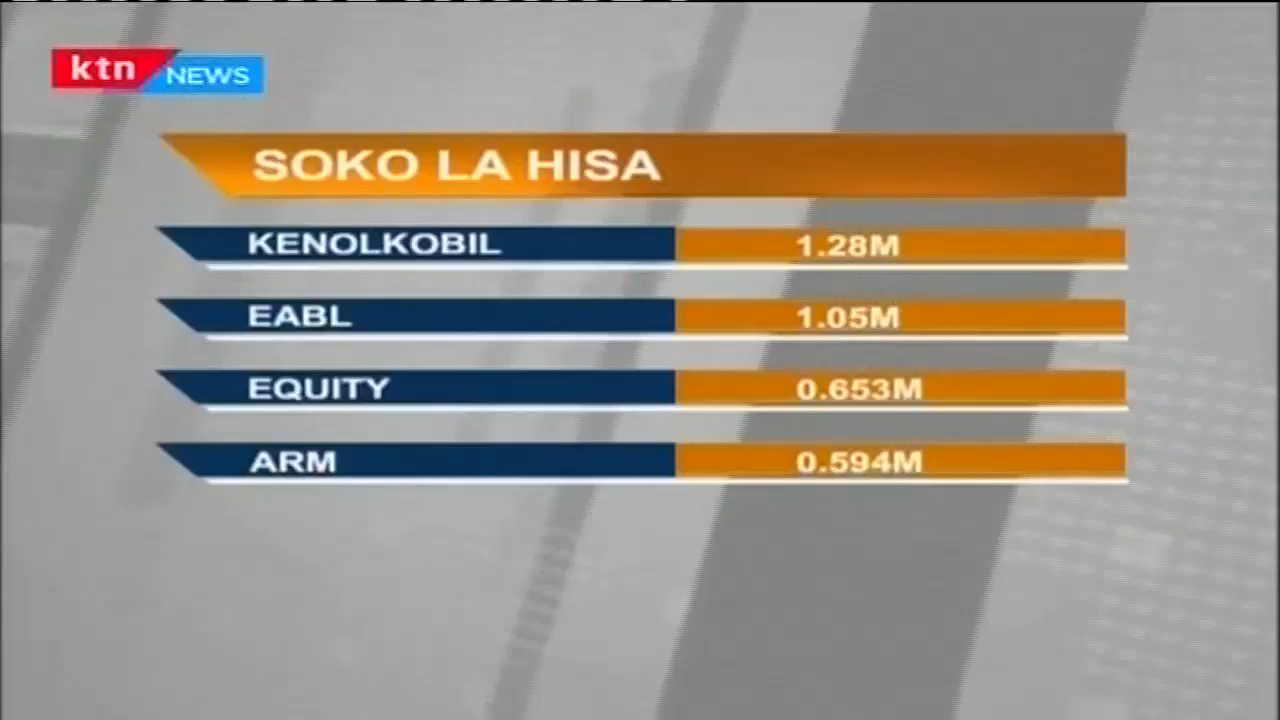 ktn NEWS
SOKO LA HISA
KENOLKOBIL 1.28M
EABL 1.05M
EQUITY 0.653M
ARM 0.594M